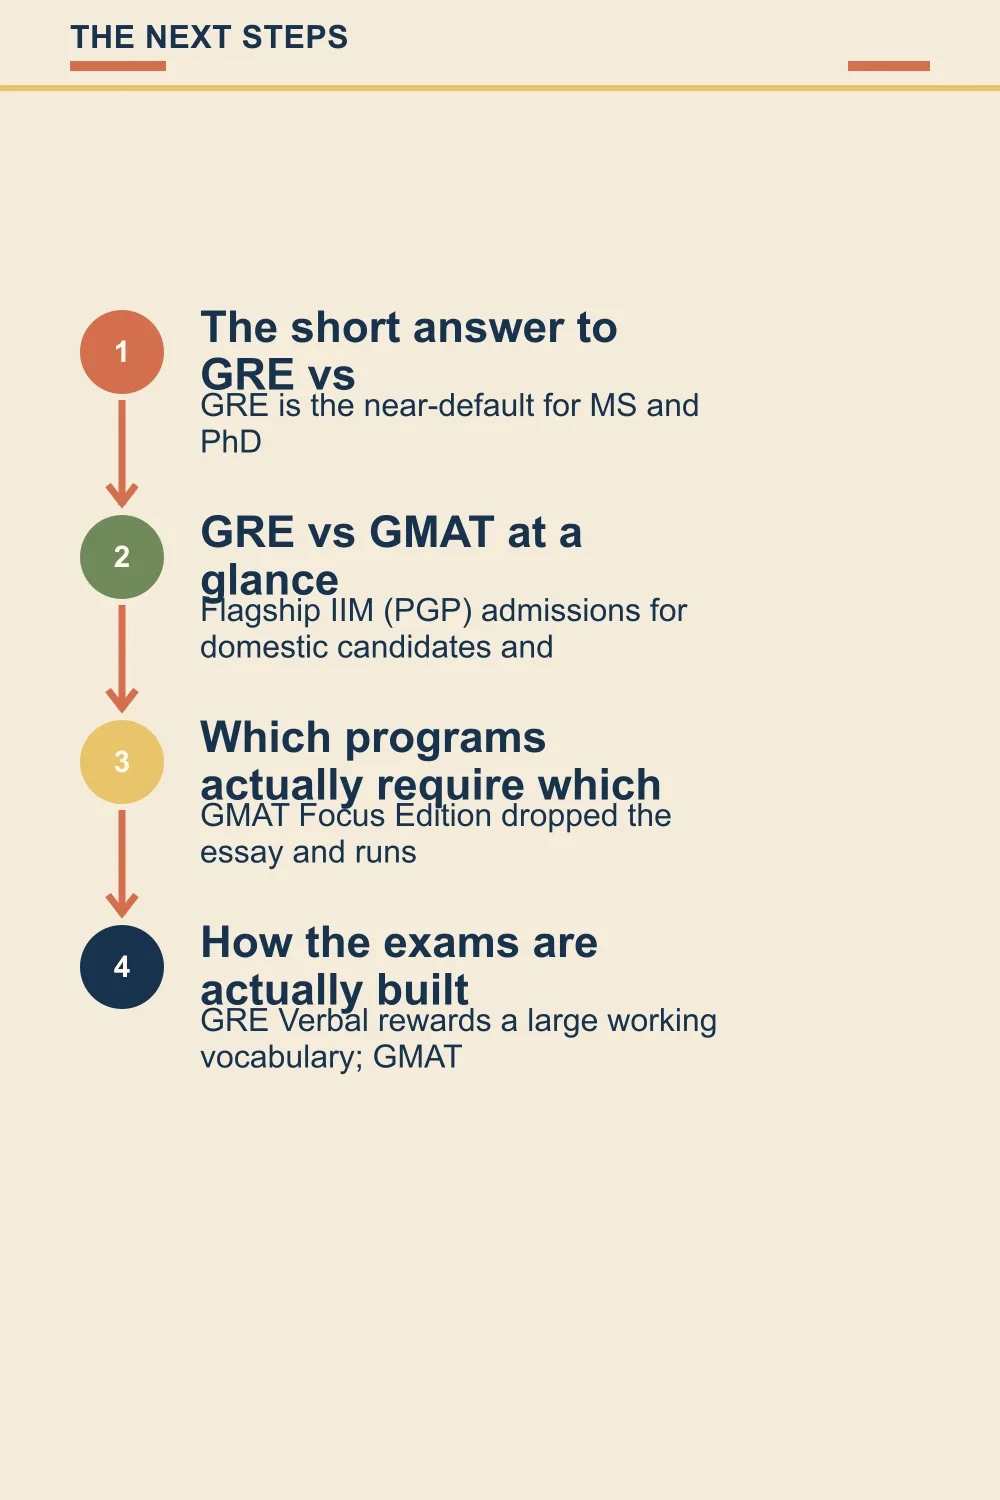 THE NEXT STEPS
1
The short answer to
GRE vs
GRE is the near-default for MS and
PhD
2
GRE vs GMAT at a
glance
Flagship IIM (PGP) admissions for
domestic candidates and
3
Which programs
actually require which
GMAT Focus Edition dropped the
essay and runs
4
How the exams are
actually built
GRE Verbal rewards a large working
vocabulary; GMAT